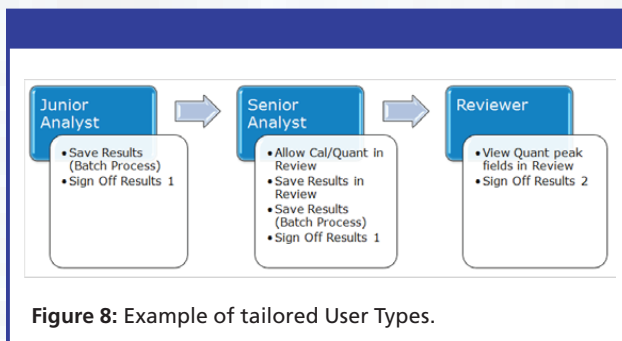 Junior
Analyst
• Save Results
(Batch Process)
• Sign Off Results 1
Senior
Analyst
• Allow Cal/Quant in
Review
• Save Results in
Review
• Save Results
(Batch Process)
• Sign Off Results 1
Reviewer
• View Quant peak
fields in Review
• Sign Off Results 2
Figure 8: Example of tailored User Types.